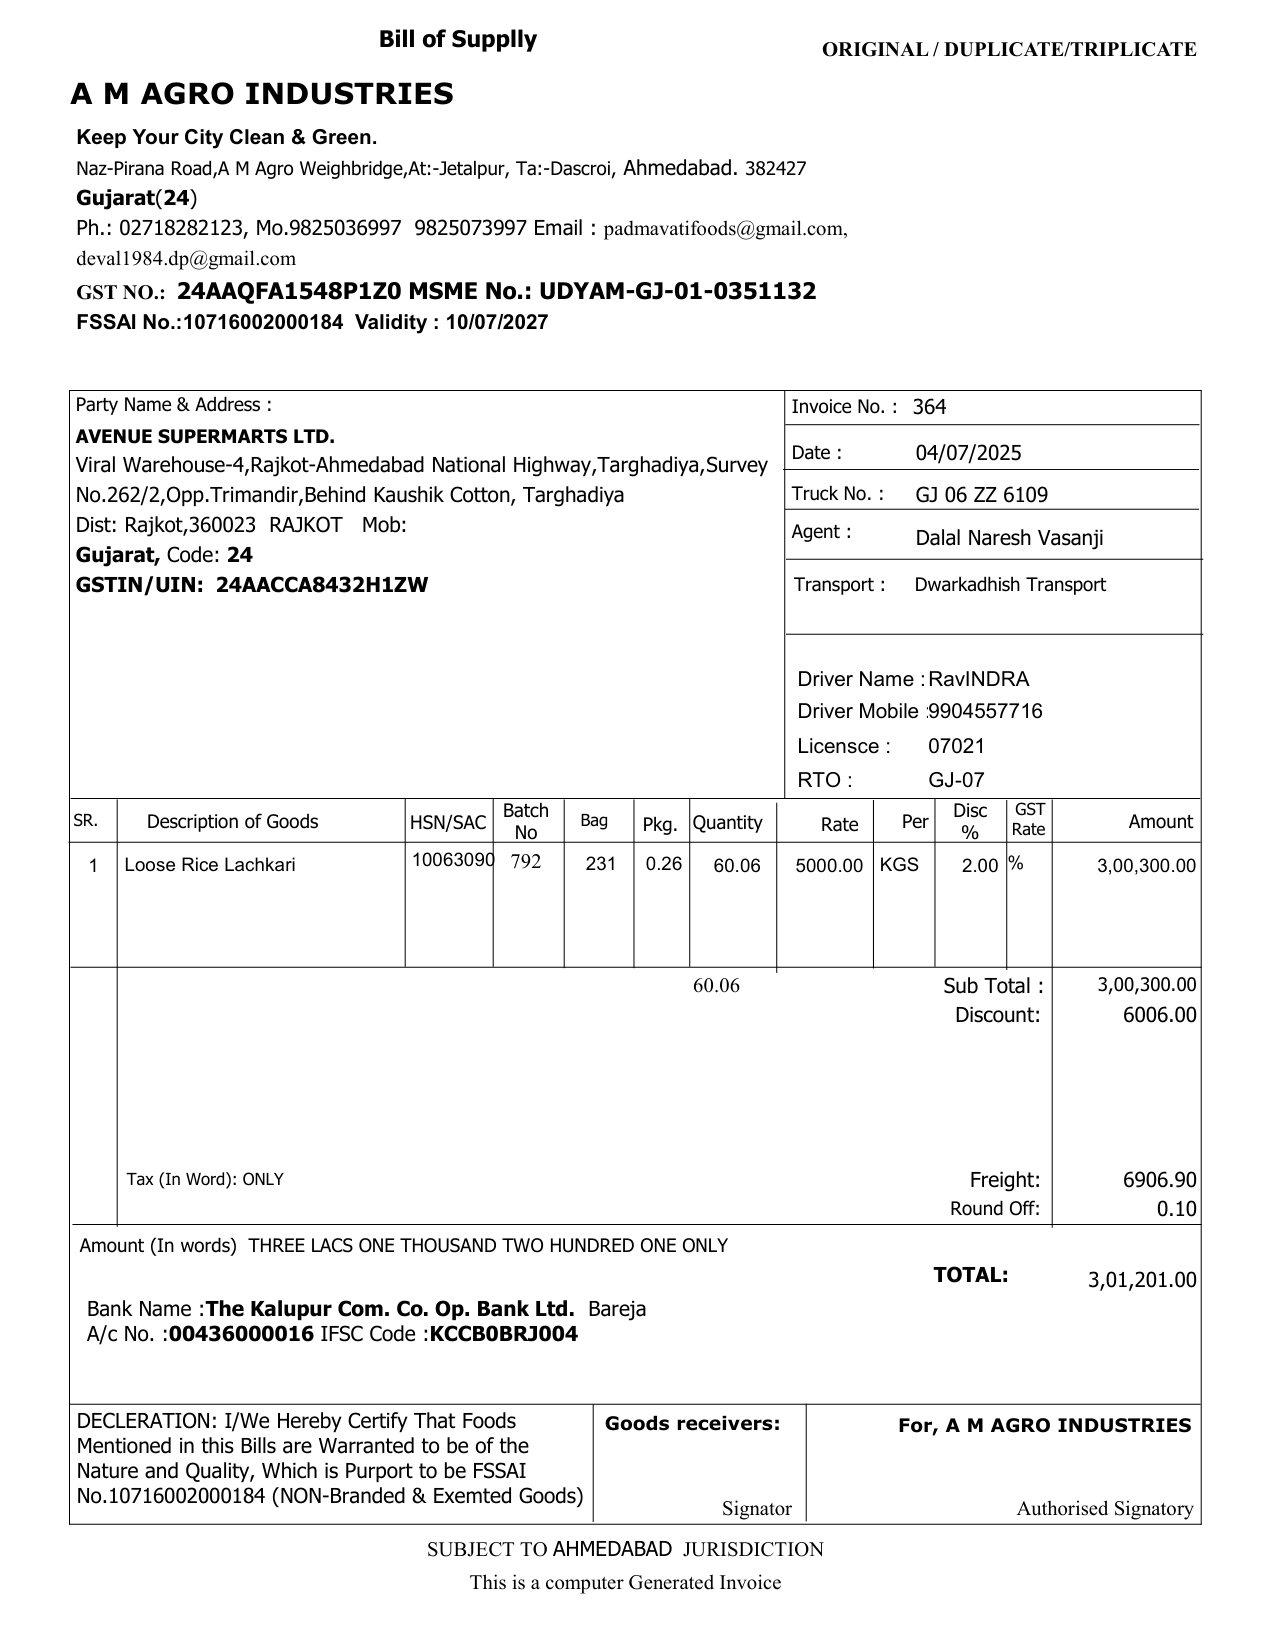 Bill of Supplly
ORIGINAL / DUPLICATE/TRIPLICATE
A M AGRO INDUSTRIES
Keep Your City Clean & Green.
Naz-Pirana Road,A M Agro Weighbridge,At:-Jetalpur, Ta:-Dascroi, Ahmedabad. 382427
Gujarat(24)
Ph.: 02718282123, Mo.9825036997 9825073997 Email : padmavatifoods@gmail.com,
deval1984.dp@gmail.com
GST NO.: 24AAQFA1548P1Z0 MSME No.: UDYAM-GJ-01-0351132
FSSAI No.:10716002000184 Validity : 10/07/2027
Party Name & Address :
AVENUE SUPERMARTS LTD.
Viral Warehouse-4,Rajkot-Ahmedabad National Highway,Targhadiya,Survey
No.262/2,Opp.Trimandir,Behind Kaushik Cotton, Targhadiya
Dist: Rajkot,360023 RAJKOT Mob:
Gujarat, Code: 24
GSTIN/UIN: 24AACCA8432H1ZW
Invoice No. : 364
Date : 04/07/2025
Truck No. : GJ 06 ZZ 6109
Agent : Dalal Naresh Vasanji
Transport : Dwarkadhish Transport
Driver Name : RavINDRA
Driver Mobile :9904557716
Licensce : 07021
RTO : GJ-07
SR. Description of Goods HSN/SAC Batch No Bag Pkg. Quantity Rate Per Disc % GST Rate Amount
1 Loose Rice Lachkari 10063090 792 231 0.26 60.06 5000.00 KGS 2.00 % 3,00,300.00
60.06 Sub Total : 3,00,300.00
Discount: 6006.00
Tax (In Word): ONLY Freight: 6906.90
Round Off: 0.10
Amount (In words) THREE LACS ONE THOUSAND TWO HUNDRED ONE ONLY
TOTAL: 3,01,201.00
Bank Name :The Kalupur Com. Co. Op. Bank Ltd. Bareja
A/c No. :00436000016 IFSC Code :KCCB0BRJ004
DECLERATION: I/We Hereby Certify That Foods
Mentioned in this Bills are Warranted to be of the
Nature and Quality, Which is Purport to be FSSAI
No.10716002000184 (NON-Branded & Exemted Goods)
Goods receivers:
Signator
For, A M AGRO INDUSTRIES
Authorised Signatory
SUBJECT TO AHMEDABAD JURISDICTION
This is a computer Generated Invoice